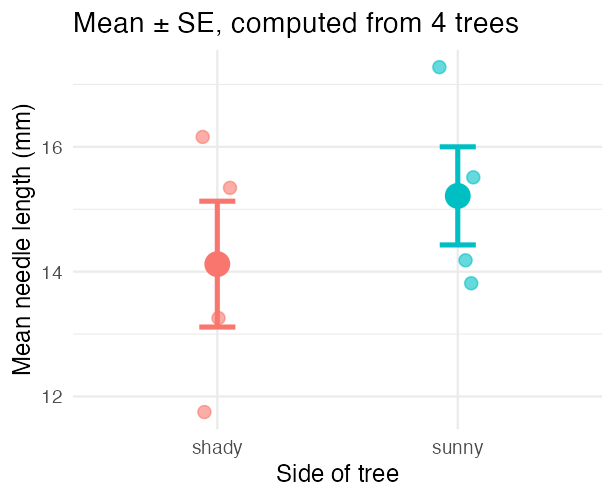 Mean ± SE, computed from 4 trees
Mean needle length (mm)
16
14
12
shady
sunny
Side of tree